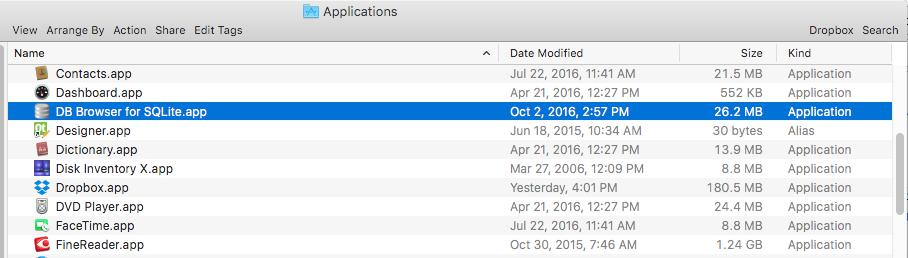 Applications
View Arrange By Action Share Edit Tags Dropbox Search
Name Date Modified Size Kind
Contacts.app Jul 22, 2016, 11:41 AM 21.5 MB Application
Dashboard.app Apr 21, 2016, 12:27 PM 552 KB Application
DB Browser for SQLite.app Oct 2, 2016, 2:57 PM 26.2 MB Application
Designer.app Jun 18, 2015, 10:34 AM 30 bytes Alias
Dictionary.app Apr 21, 2016, 12:27 PM 13.9 MB Application
Disk Inventory X.app Mar 27, 2006, 12:09 PM 8.8 MB Application
Dropbox.app Yesterday, 4:01 PM 180.5 MB Application
DVD Player.app Apr 21, 2016, 12:27 PM 24.4 MB Application
FaceTime.app Jul 22, 2016, 11:41 AM 8.8 MB Application
FineReader.app Oct 30, 2015, 7:46 AM 1.24 GB Application